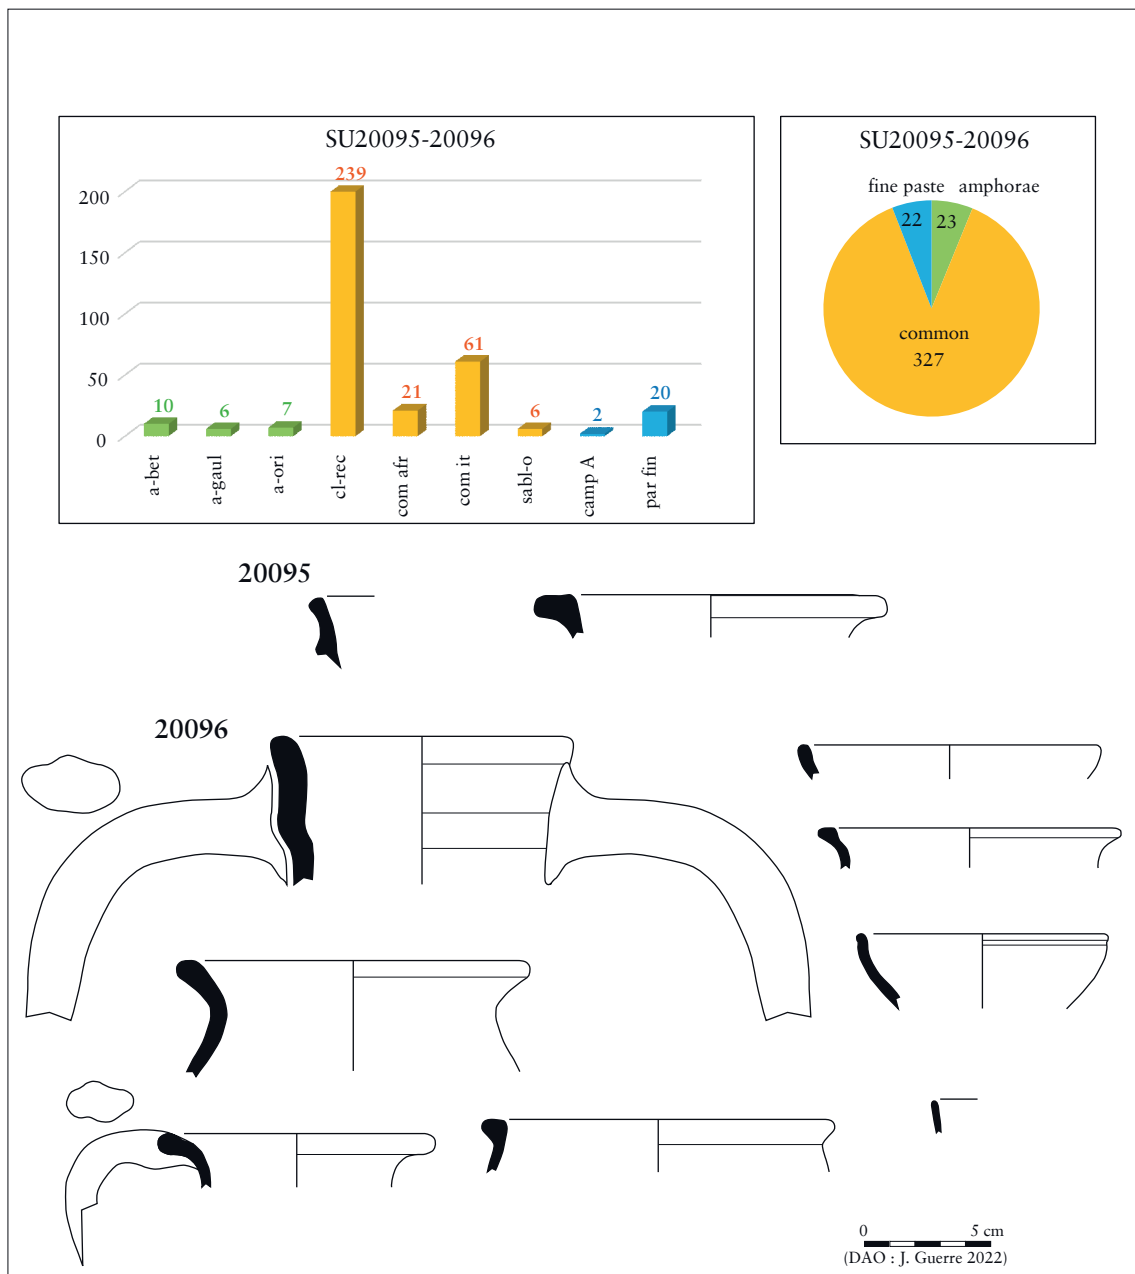 SU20095-20096
239
200
150
100
50
0
10
6
7
21
61
6
2
20
a-bet
a-gaul
a-ori
cl-rec
com afr
com it
sabl-o
camp A
par fin
SU20095-20096
fine paste amphorae
22 23
common
327
20095
20096
0 5 cm
(DAO : J. Guerre 2022)